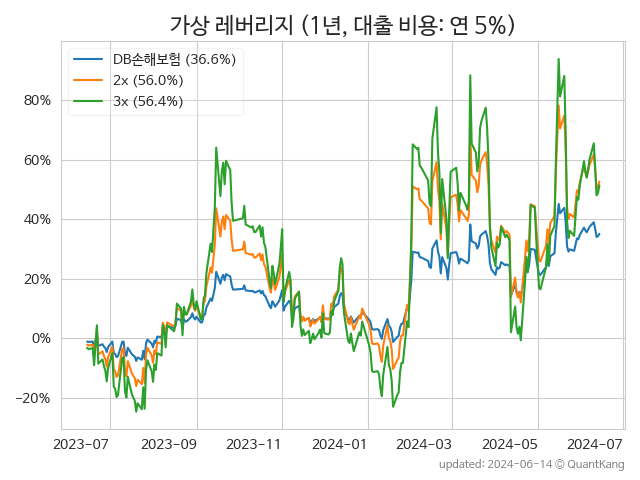 가상 레버리지 (1년, 대출 비용: 연 5%)
DB손해보험 (36.6%)
2x (56.0%)
3x (56.4%)
80%
60%
40%
20%
0%
−20%
2023-07 2023-09 2023-11 2024-01 2024-03 2024-05 2024-07
updated: 2024-06-14 © QuantKang